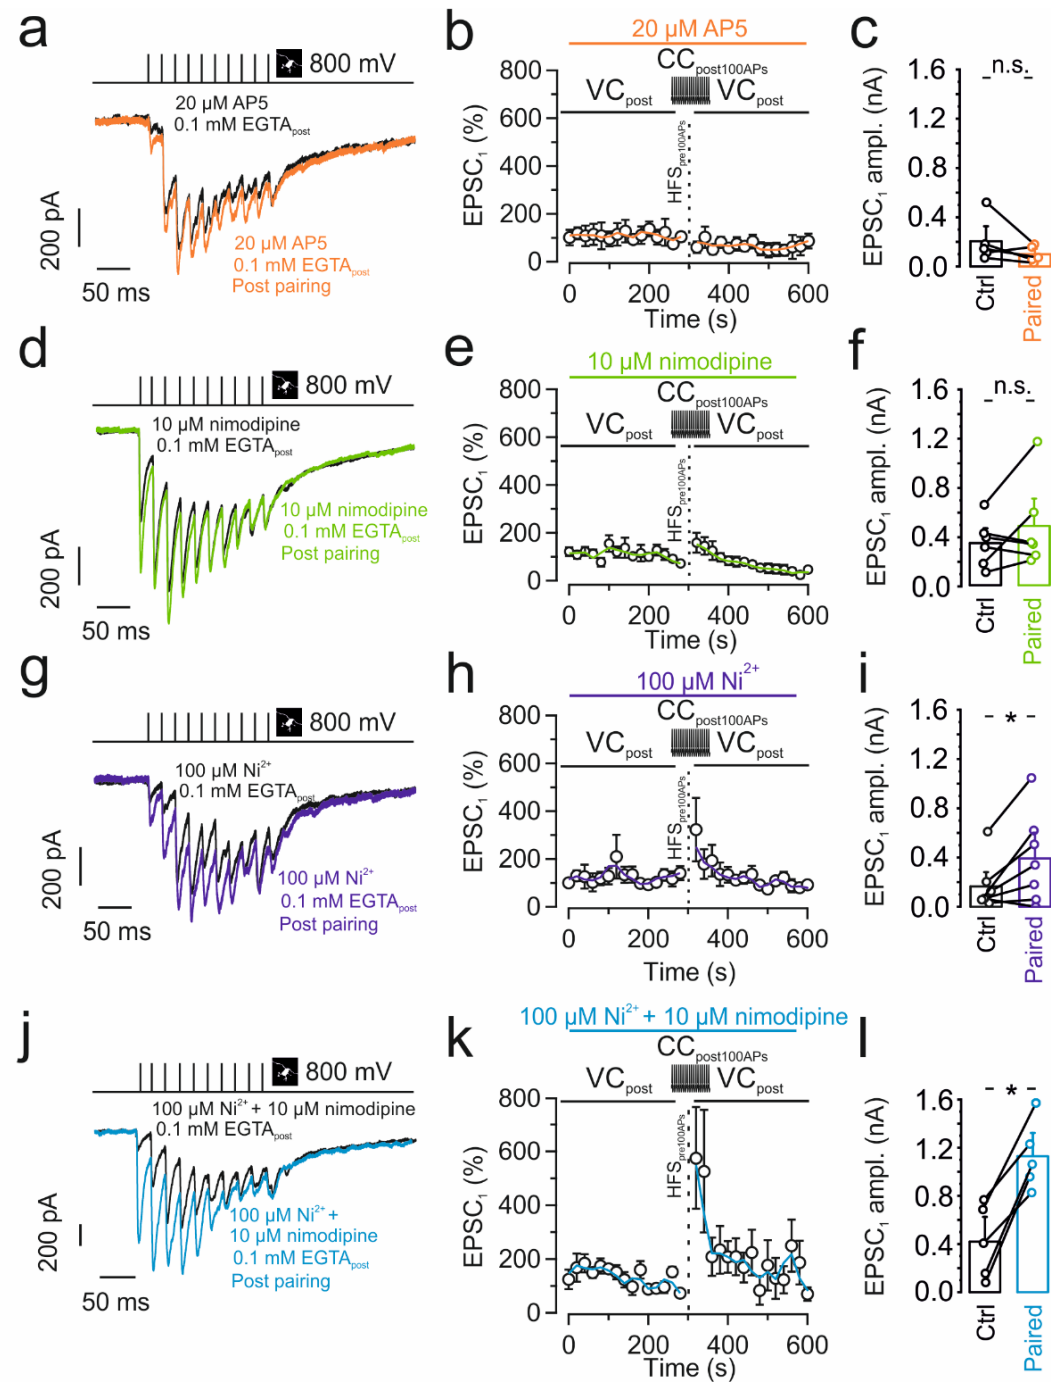 a
800 mV
20 µM AP5
0.1 mM EGTApost
20 µM AP5
0.1 mM EGTApost
Post pairing
200 pA
50 ms
b
20 µM AP5
CCpost100APs
VCpost
VCpost
HFSpre100APs
EPSC1 (%)
800
600
400
200
0
0 200 400 600
Time (s)
c
n.s.
EPSC1 ampl. (nA)
1.6
1.2
0.8
0.4
0.0
Ctrl
Paired
d
800 mV
10 µM nimodipine
0.1 mM EGTApost
10 µM nimodipine
0.1 mM EGTApost
Post pairing
200 pA
50 ms
e
10 µM nimodipine
CCpost100APs
VCpost
VCpost
HFSpre100APs
EPSC1 (%)
800
600
400
200
0
0 200 400 600
Time (s)
f
n.s.
EPSC1 ampl. (nA)
1.6
1.2
0.8
0.4
0.0
Ctrl
Paired
g
800 mV
100 µM Ni2+
0.1 mM EGTApost
100 µM Ni2+
0.1 mM EGTApost
Post pairing
200 pA
50 ms
h
100 µM Ni2+
CCpost100APs
VCpost
VCpost
HFSpre100APs
EPSC1 (%)
800
600
400
200
0
0 200 400 600
Time (s)
i
*
EPSC1 ampl. (nA)
1.6
1.2
0.8
0.4
0.0
Ctrl
Paired
j
800 mV
100 µM Ni2+ + 10 µM nimodipine
0.1 mM EGTApost
100 µM Ni2+ +
10 µM nimodipine
0.1 mM EGTApost
Post pairing
200 pA
50 ms
k
100 µM Ni2+ + 10 µM nimodipine
CCpost100APs
VCpost
VCpost
HFSpre100APs
EPSC1 (%)
800
600
400
200
0
0 200 400 600
Time (s)
l
*
EPSC1 ampl. (nA)
1.6
1.2
0.8
0.4
0.0
Ctrl
Paired